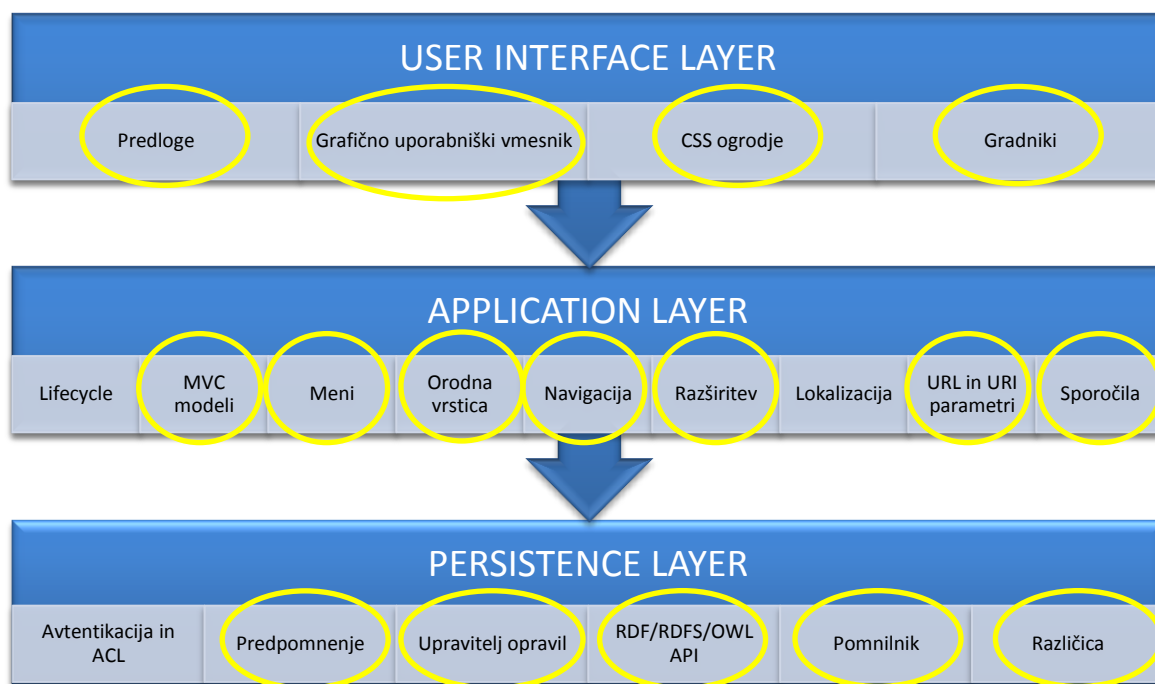 USER INTERFACE LAYER
Predloge
Grafično uporabniški vmesnik
CSS ogrodje
Gradniki
APPLICATION LAYER
Lifecycle
MVC
modeli
Meni
Orodna
vrstica
Navigacija
Razširitev
Lokalizacija
URL in URI
parametri
Sporočila
PERSISTENCE LAYER
Avtentikacija in
ACL
Predpomnenje
Upravitelj opravil
RDF/RDFS/OWL
API
Pomnilnik
Različica